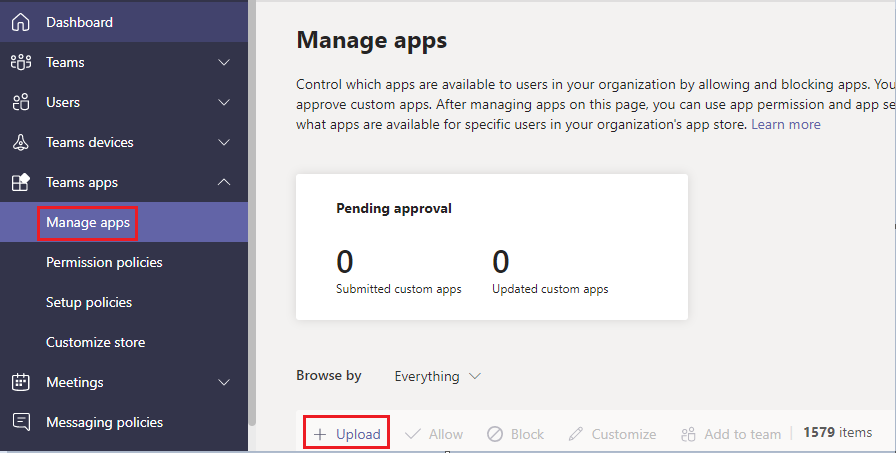 Dashboard
Teams
Users
Teams devices
Teams apps
Manage apps
Permission policies
Setup policies
Customize store
Meetings
Messaging policies
Manage apps
Control which apps are available to users in your organization by allowing and blocking apps. You
approve custom apps. After managing apps on this page, you can use app permission and app se
what apps are available for specific users in your organization's app store. Learn more
Pending approval
0 0
Submitted custom apps Updated custom apps
Browse by Everything
+ Upload Allow Block Customize Add to team | 1579 items